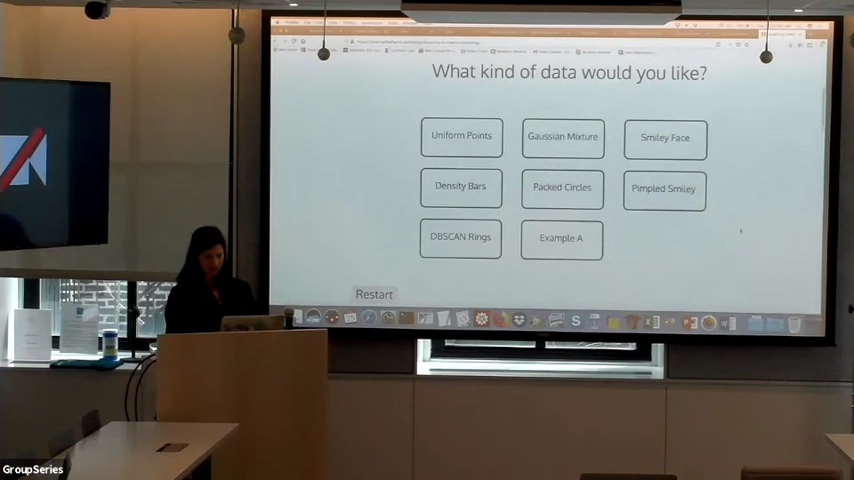 What kind of data would you like?
Uniform Points
Gaussian Mixture
Smiley Face
Density Bars
Packed Circles
Pimpled Smiley
DBSCAN Rings
Example A
Restart
GroupSeries